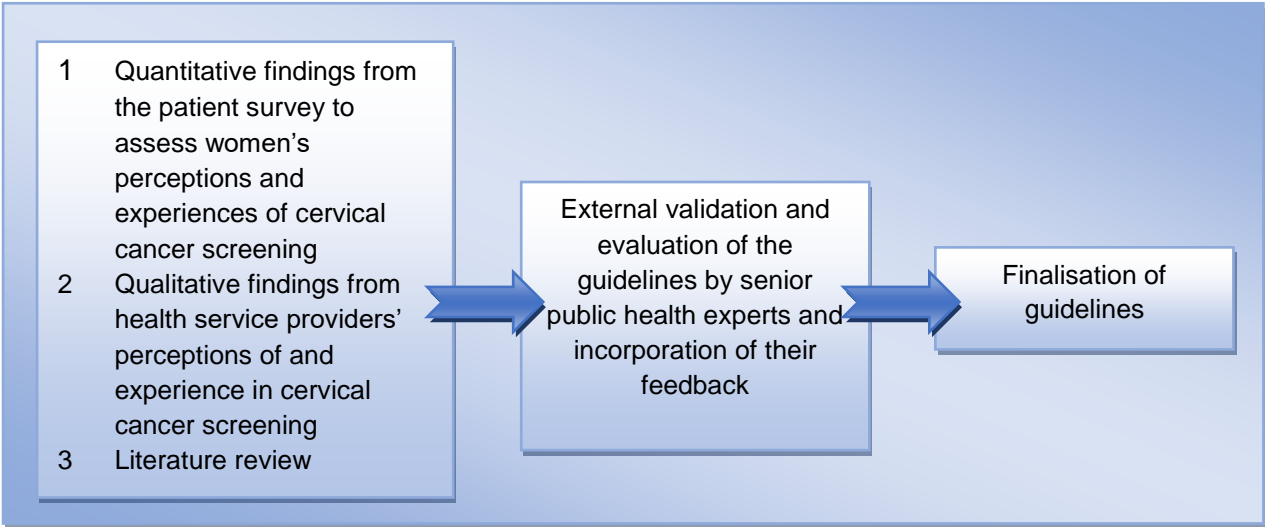 1 Quantitative findings from
the patient survey to
assess women’s
perceptions and
experiences of cervical
cancer screening
2 Qualitative findings from
health service providers’
perceptions of and
experience in cervical
cancer screening
3 Literature review
External validation and
evaluation of the
guidelines by senior
public health experts and
incorporation of their
feedback
Finalisation of
guidelines